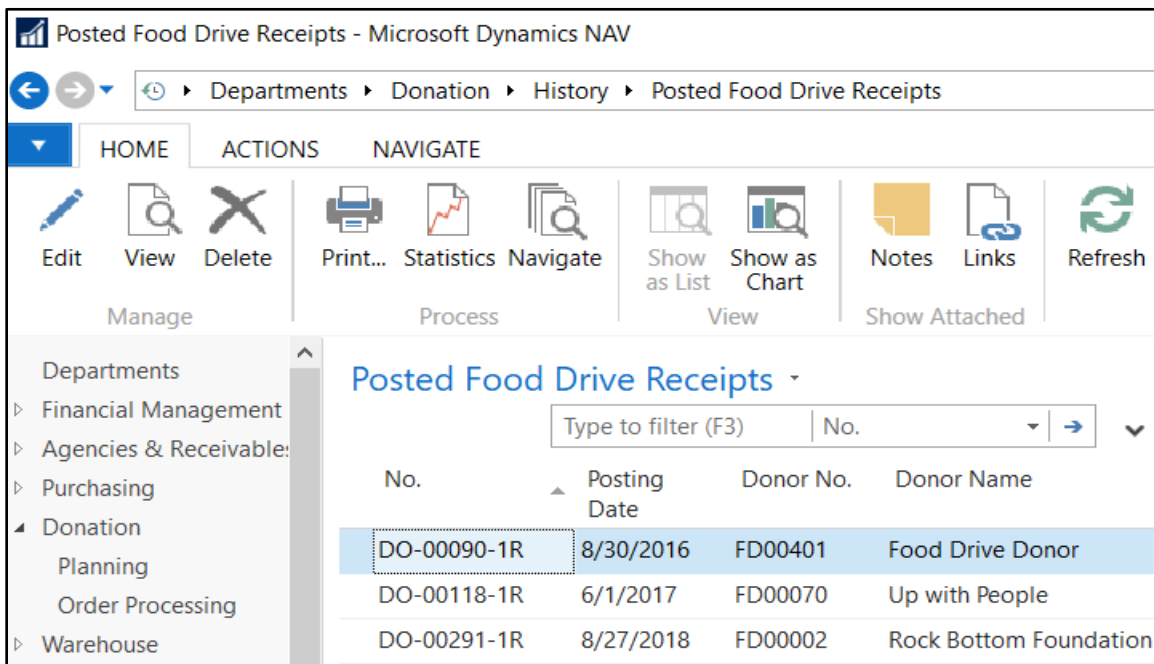 Posted Food Drive Receipts - Microsoft Dynamics NAV
Departments Donation History Posted Food Drive Receipts
HOME ACTIONS NAVIGATE
Edit View Delete Print... Statistics Navigate Show as List Show as Chart Notes Links Refresh
Manage Process View Show Attached
Departments
Financial Management
Agencies & Receivables
Purchasing
Donation
Planning
Order Processing
Warehouse
Posted Food Drive Receipts
Type to filter (F3) No.
No. Posting Date Donor No. Donor Name
DO-00090-1R 8/30/2016 FD00401 Food Drive Donor
DO-00118-1R 6/1/2017 FD00070 Up with People
DO-00291-1R 8/27/2018 FD00002 Rock Bottom Foundation